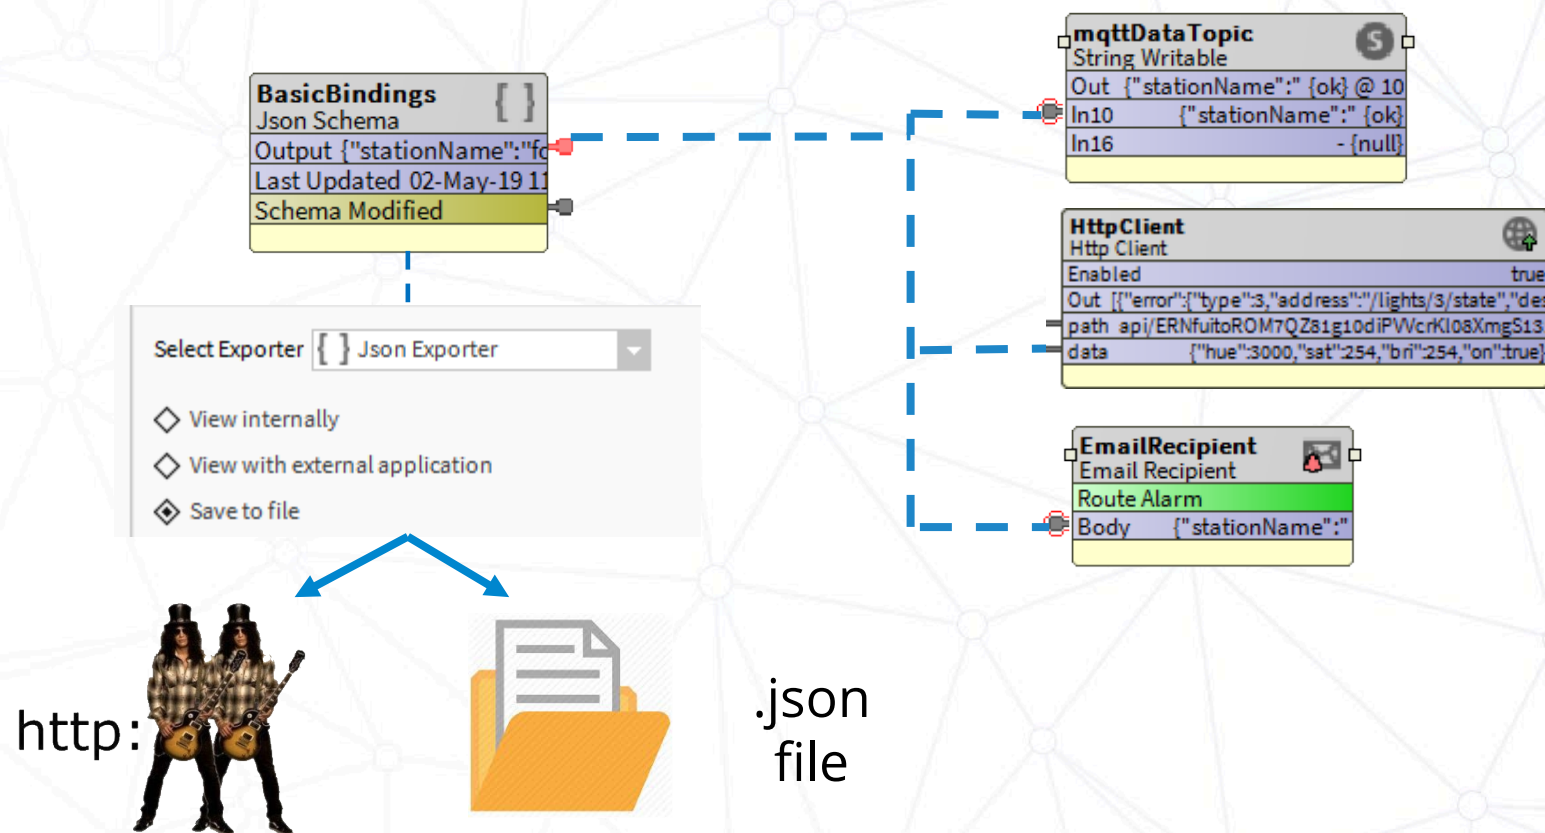 BasicBindings
Json Schema
Output {"stationName":"fo
Last Updated 02-May-19 11
Schema Modified
mqttDataTopic
String Writable
Out {"stationName":" {ok} @ 10
In10 {"stationName":" {ok}
In16 - {null}
HttpClient
Http Client
Enabled true
Out [{"error":{"type":3,"address":"/lights/3/state","des
path api/ERNfuitoROM7QZ81g10diPVVcrKl08XmgS13
data {"hue":3000,"sat":254,"bri":254,"on":true}
EmailRecipient
Email Recipient
Route Alarm
Body {"stationName":"
Select Exporter { } Json Exporter
View internally
View with external application
Save to file
http:
.json
file